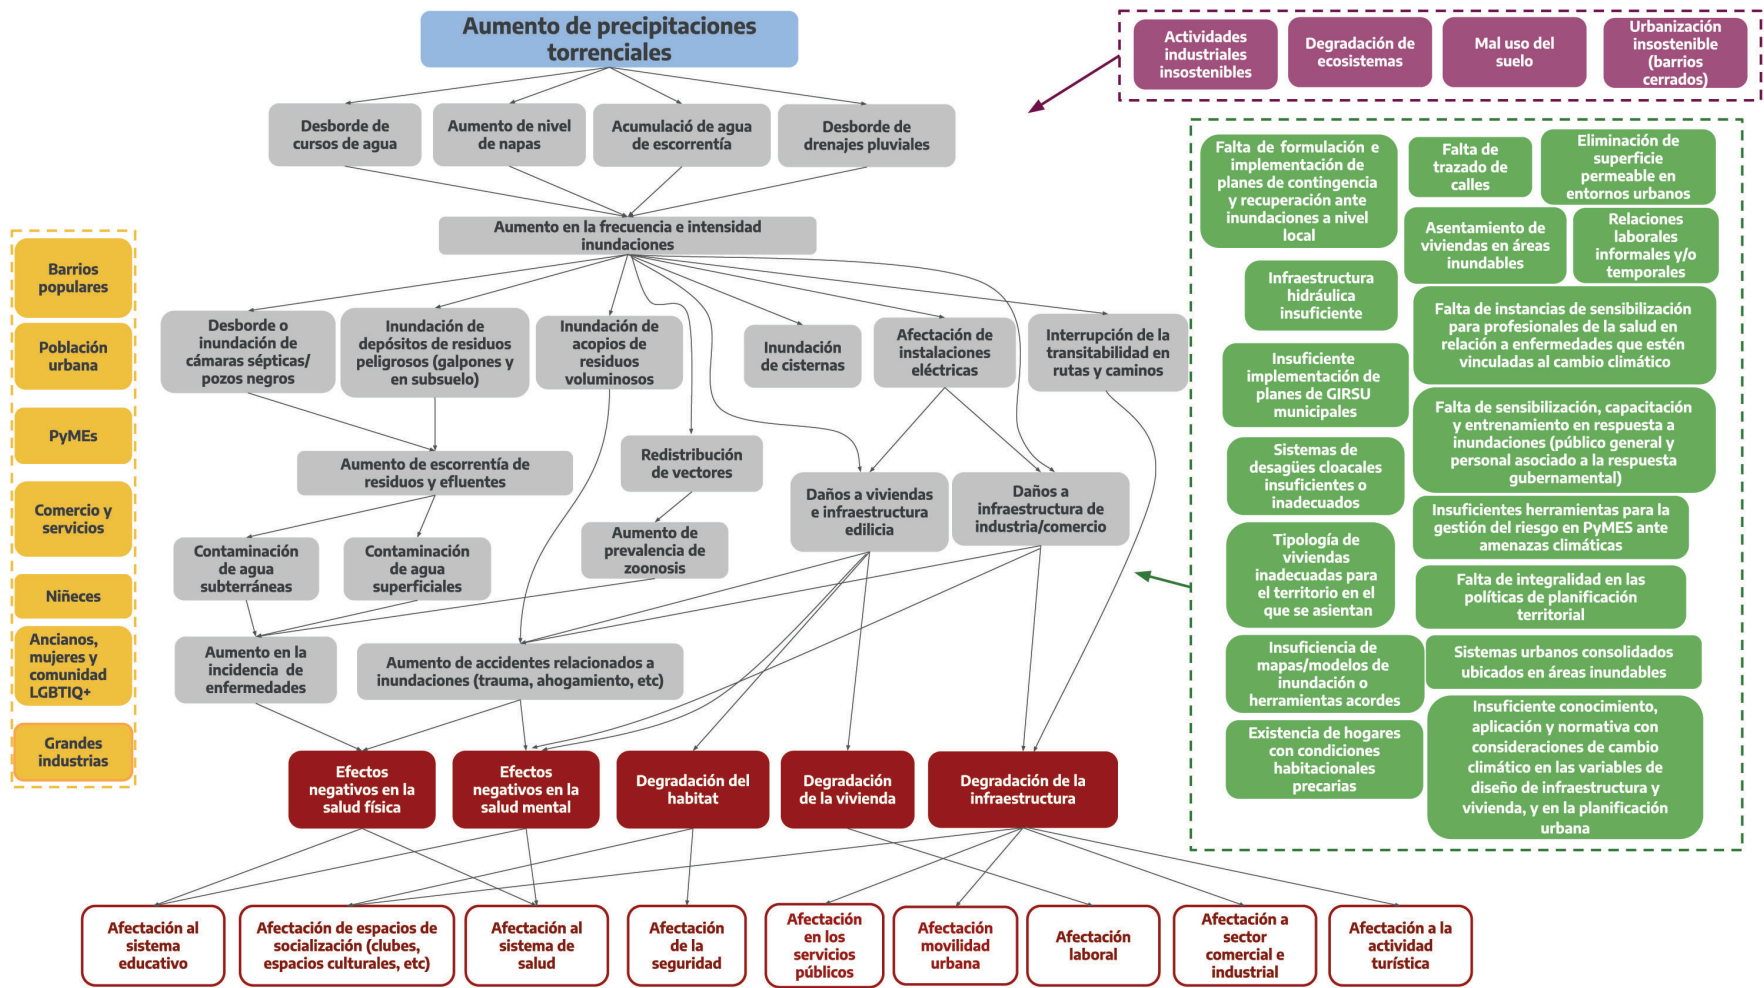 Aumento de precipitaciones
torrenciales
Actividades
industriales
insostenibles
Degradación de
ecosistemas
Mal uso del
suelo
Urbanización
insostenible
(barrios
cerrados)
Desborde de
cursos de agua
Aumento de nivel
de napas
Acumulació de agua
de escorrentía
Desborde de
drenajes pluviales
Aumento en la frecuencia e intensidad
inundaciones
Barrios
populares
Población
urbana
PyMEs
Comercio y
servicios
Niñeces
Ancianos,
mujeres y
comunidad
LGBTIQ+
Grandes
industrias
Desborde o
inundación de
cámaras sépticas/
pozos negros
Inundación de
depósitos de residuos
peligrosos (galpones y
en subsuelo)
Inundación de
acopios de
residuos
voluminosos
Inundación
de cisternas
Afectación de
instalaciones
eléctricas
Interrupción de la
transitabilidad en
rutas y caminos
Aumento de escorrentía de
residuos y efluentes
Redistribución
de vectores
Daños a viviendas
e infraestructura
edilicia
Daños a
infraestructura de
industria/comercio
Contaminación
de agua
subterráneas
Contaminación
de agua
superficiales
Aumento de
prevalencia de
zoonosis
Aumento en la
incidencia de
enfermedades
Aumento de accidentes relacionados a
inundaciones (trauma, ahogamiento, etc)
Efectos
negativos en la
salud física
Efectos
negativos en la
salud mental
Degradación del
habitat
Degradación
de la vivienda
Degradación de la
infraestructura
Afectación al
sistema
educativo
Afectación de espacios de
socialización (clubes,
espacios culturales, etc)
Afectación al
sistema de
salud
Afectación
de la
seguridad
Afectación
en los
servicios
públicos
Afectación
movilidad
urbana
Afectación
laboral
Afectación a
sector
comercial e
industrial
Afectación a la
actividad
turística
Falta de formulación e
implementación de
planes de contingencia
y recuperación ante
inundaciones a nivel
local
Falta de
trazado de
calles
Eliminación de
superficie
permeable en
entornos urbanos
Asentamiento de
viviendas en áreas
inundables
Relaciones
laborales
informales y/o
temporales
Infraestructura
hidráulica
insuficiente
Falta de instancias de sensibilización
para profesionales de la salud en
relación a enfermedades que estén
vinculadas al cambio climático
Insuficiente
implementación de
planes de GIRSU
municipales
Falta de sensibilización, capacitación
y entrenamiento en respuesta a
inundaciones (público general y
personal asociado a la respuesta
gubernamental)
Sistemas de
desagües cloacales
insuficientes o
inadecuados
Insuficientes herramientas para la
gestión del riesgo en PyMES ante
amenazas climáticas
Tipología de
viviendas
inadecuadas para
el territorio en el
que se asientan
Falta de integralidad en las
políticas de planificación
territorial
Insuficiencia de
mapas/modelos de
inundación o
herramientas acordes
Sistemas urbanos consolidados
ubicados en áreas inundables
Existencia de hogares
con condiciones
habitacionales
precarias
Insuficiente conocimiento,
aplicación y normativa con
consideraciones de cambio
climático en las variables de
diseño de infraestructura y
vivienda, y en la planificación
urbana